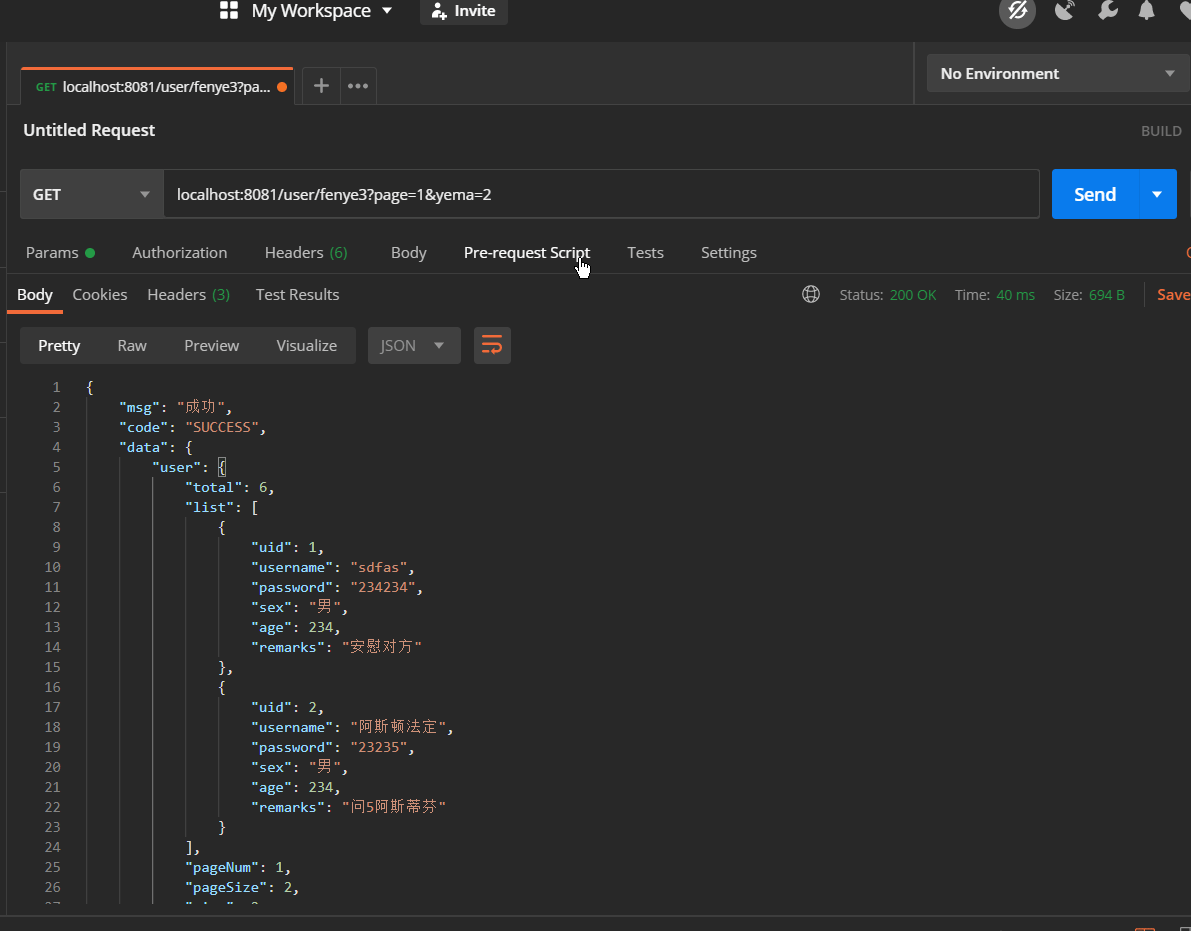 My Workspace Invite
GET localhost:8081/user/fenye3?pa... No Environment
Untitled Request BUILD
GET localhost:8081/user/fenye3?page=1&yema=2 Send
Params Authorization Headers (6) Body Pre-request Script Tests Settings
Body Cookies Headers (3) Test Results Status: 200 OK Time: 40 ms Size: 694 B Save
Pretty Raw Preview Visualize JSON
1 {
2 "msg": "成功",
3 "code": "SUCCESS",
4 "data": {
5 "user": {
6 "total": 6,
7 "list": [
8 {
9 "uid": 1,
10 "username": "sdfas",
11 "password": "234234",
12 "sex": "男",
13 "age": 234,
14 "remarks": "安慰对方"
15 },
16 {
17 "uid": 2,
18 "username": "阿斯顿法定",
19 "password": "23235",
20 "sex": "男",
21 "age": 234,
22 "remarks": "问5阿斯蒂芬"
23 }
24 ],
25 "pageNum": 1,
26 "pageSize": 2,